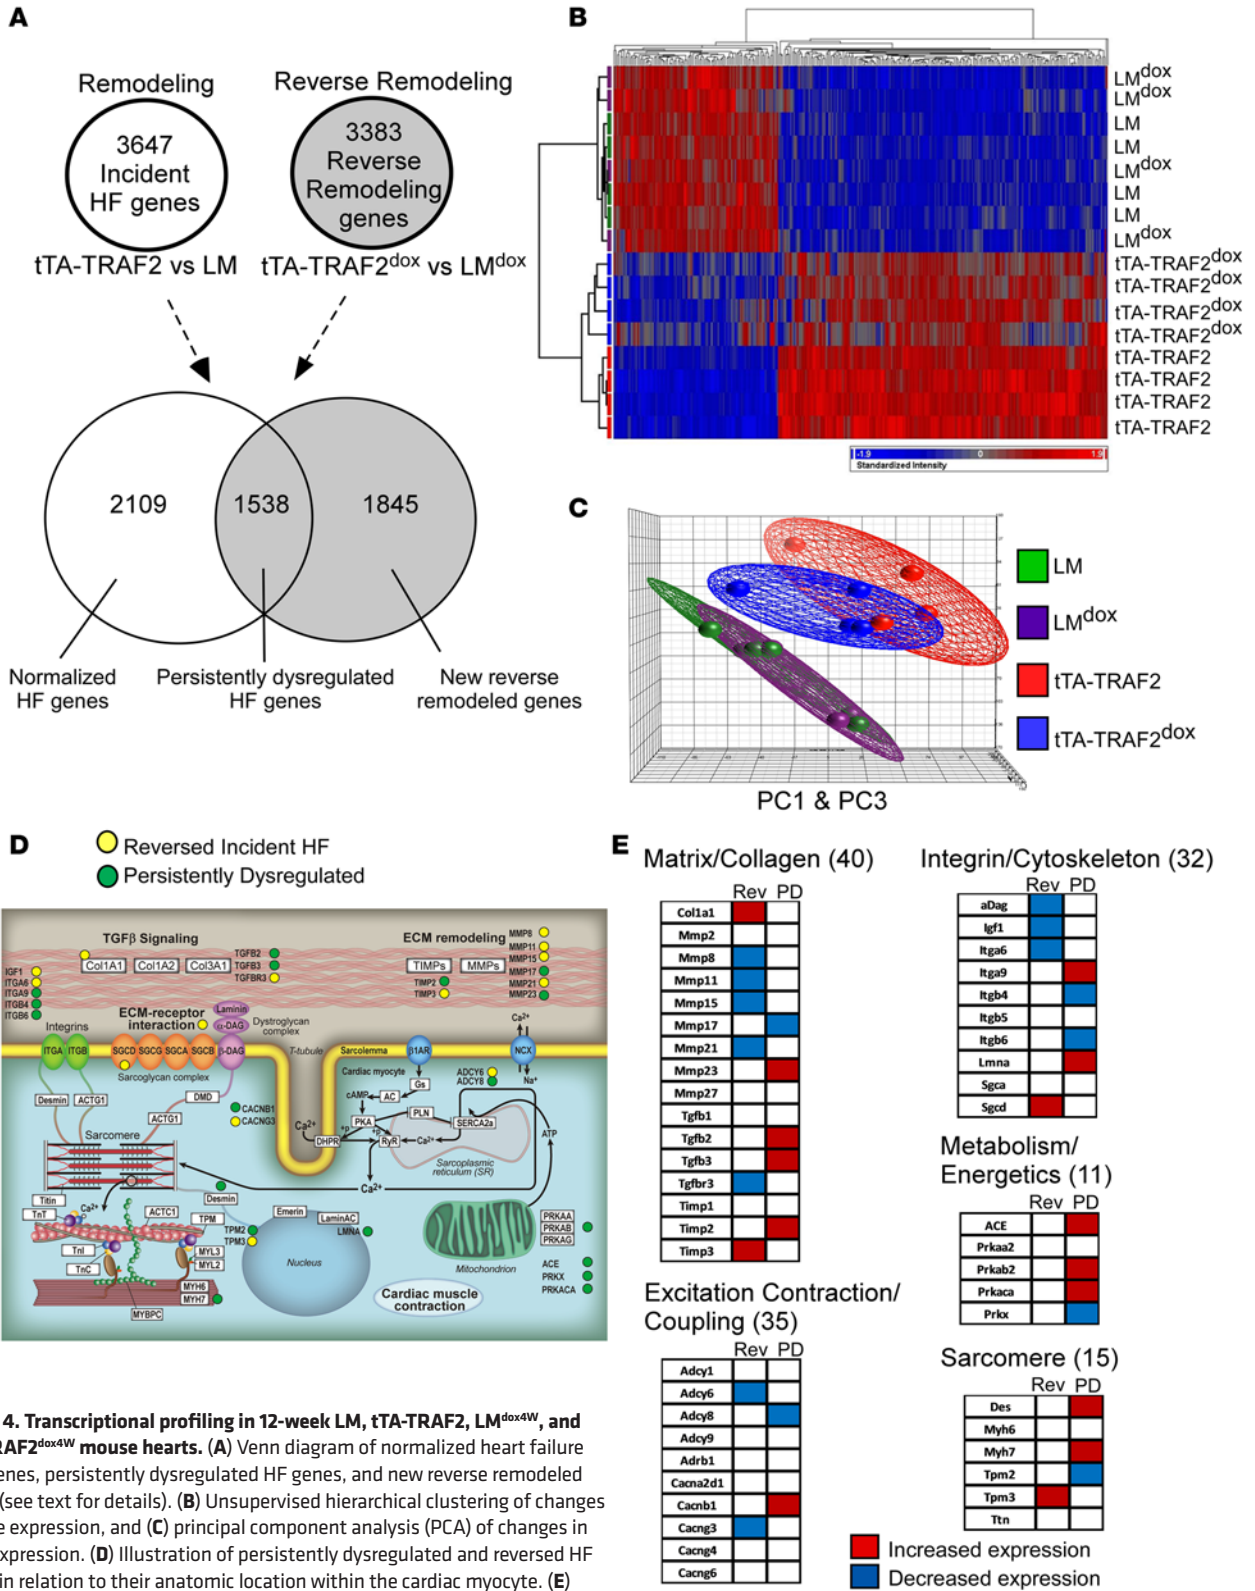 A
Remodeling
3647
Incident
HF genes
tTA-TRAF2 vs LM
Reverse Remodeling
3383
Reverse
Remodeling
genes
tTA-TRAF2dox vs LMdox
2109
1538
1845
Normalized
HF genes
Persistently dysregulated
HF genes
New reverse
remodeled genes
B
LMdox
LMdox
LM
LM
LMdox
LM
LM
LMdox
tTA-TRAF2dox
tTA-TRAF2dox
tTA-TRAF2dox
tTA-TRAF2dox
tTA-TRAF2
tTA-TRAF2
tTA-TRAF2
tTA-TRAF2
-1.9 0 1.9
Standardized Intensity
C
LM
LMdox
tTA-TRAF2
tTA-TRAF2dox
PC1 & PC3
D
Reversed Incident HF
Persistently Dysregulated
TGFβ Signaling
Col1A1 Col1A2 Col3A1
TGFB2
TGFB3
TGFBR3
ECM remodeling
TIMPs MMPs
TIMP2
TIMP3
MMP8
MMP11
MMP15
MMP17
MMP21
MMP23
IGF1
ITGA6
ITGA9
ITGB4
ITGB6
Integrins
ECM-receptor
interaction
Laminin
α-DAG
Dystroglycan
complex
ITGA ITGB
SGCD SGCG SGCA SGCB β-DAG
Sarcoglycan complex
T-tubule
Sarcolemma
Cardiac myocyte
β1AR
Gs
AC
cAMP
ADCY6
ADCY8
Ca2+
NCX
Na+
Desmin
ACTG1
DMD
ACTG1
CACNB1
CACNG3
Ca2+
DHPR
PKA
+p
+p
RyR
PLN
SERCA2a
Ca2+
ATP
Sarcoplasmic
reticulum (SR)
Ca2+
Sarcomere
Titin
TnT
Ca2+
ACTC1
Desmin
TPM
TPM2
TPM3
TnI
TnC
MYL3
MYL2
MYH6
MYH7
MYBPC
Emerin
LaminAC
LMNA
Nucleus
Mitochondrion
PRKAA
PRKAB
PRKAG
ACE
PRKX
PRKACA
Cardiac muscle
contraction
E
Matrix/Collagen (40)
Rev PD
Col1a1
Mmp2
Mmp8
Mmp11
Mmp15
Mmp17
Mmp21
Mmp23
Mmp27
Tgfb1
Tgfb2
Tgfb3
Tgfbr3
Timp1
Timp2
Timp3
Excitation Contraction/
Coupling (35)
Rev PD
Adcy1
Adcy6
Adcy8
Adcy9
Adrb1
Cacna2d1
Cacnb1
Cacng3
Cacng4
Cacng6
Integrin/Cytoskeleton (32)
Rev PD
aDag
Igf1
Itga6
Itga9
Itgb4
Itgb5
Itgb6
Lmna
Sgca
Sgcd
Metabolism/
Energetics (11)
Rev PD
ACE
Prkaa2
Prkab2
Prkaca
Prkx
Sarcomere (15)
Rev PD
Des
Myh6
Myh7
Tpm2
Tpm3
Ttn
Increased expression
Decreased expression
4. Transcriptional profiling in 12-week LM, tTA-TRAF2, LMdox4W, and
RAF2dox4W mouse hearts. (A) Venn diagram of normalized heart failure
enes, persistently dysregulated HF genes, and new reverse remodeled
(see text for details). (B) Unsupervised hierarchical clustering of changes
e expression, and (C) principal component analysis (PCA) of changes in
xpression. (D) Illustration of persistently dysregulated and reversed HF
in relation to their anatomic location within the cardiac myocyte. (E)